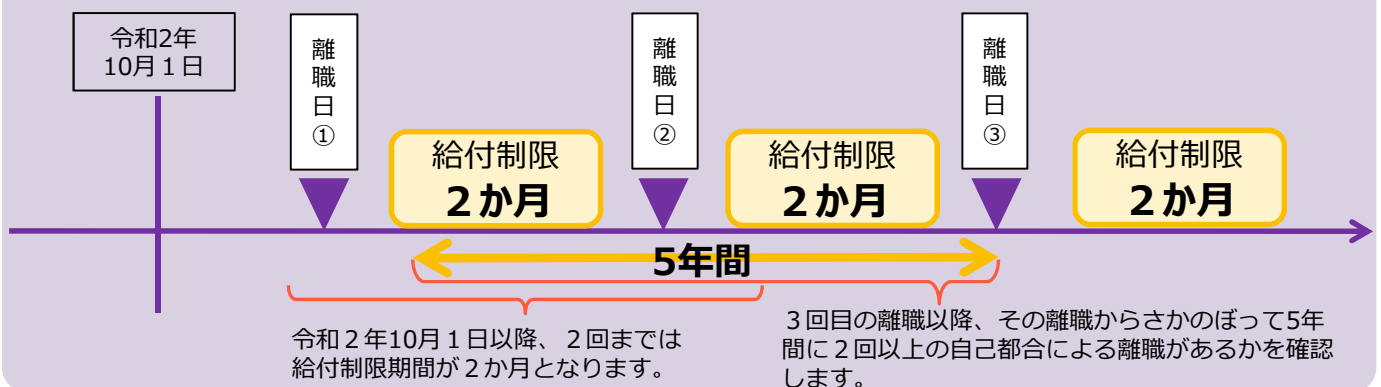 令和2年
10月１日
離職日①
給付制限
２か月
離職日②
給付制限
２か月
離職日③
給付制限
２か月
5年間
令和２年10月１日以降、２回までは
給付制限期間が２か月となります。
３回目の離職以降、その離職からさかのぼって5年
間に２回以上の自己都合による離職があるかを確認
します。